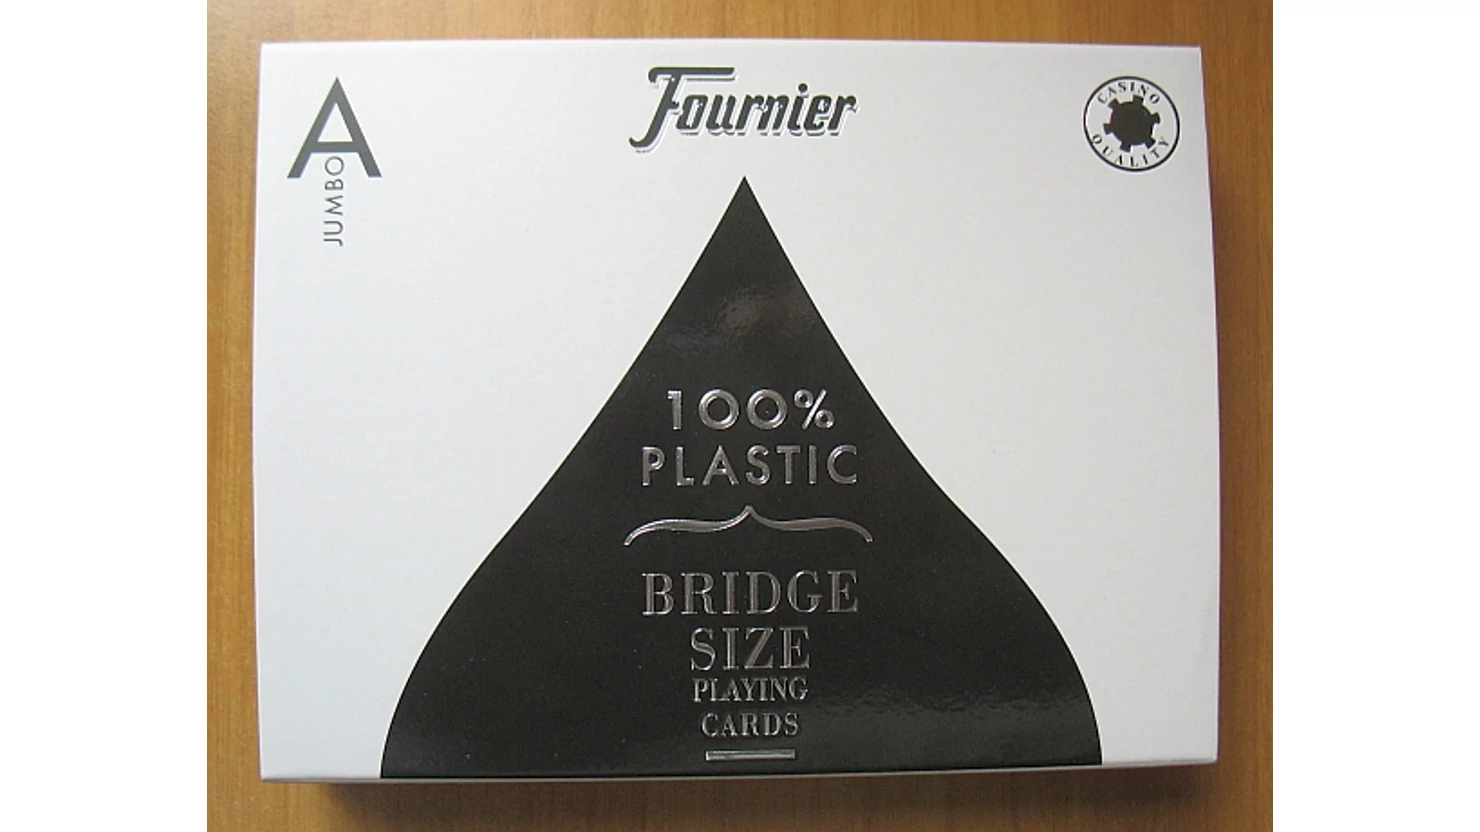 A
JUMBO
Fournier
CASINO
QUALITY
100%
PLASTIC
BRIDGE
SIZE
PLAYING
CARDS